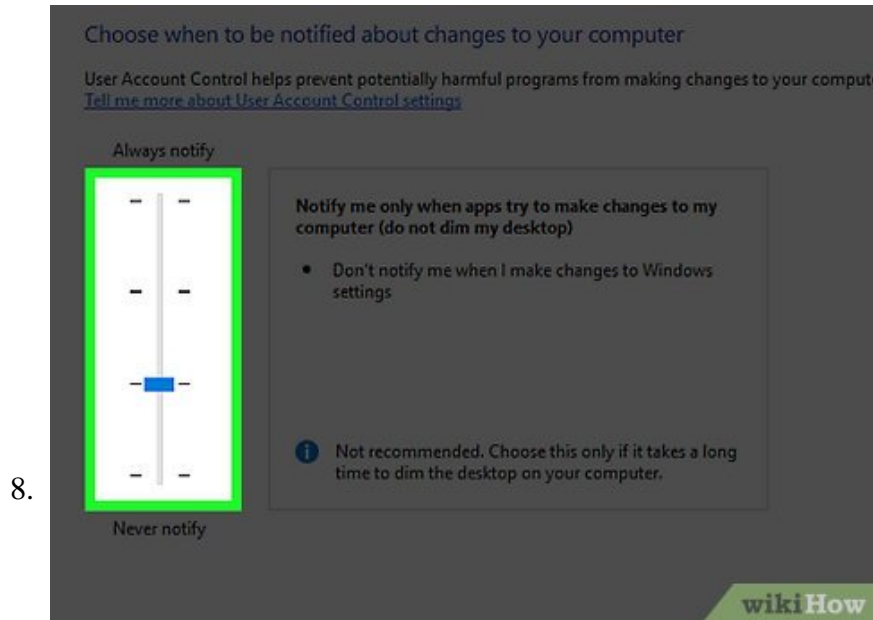 Choose when to be notified about changes to your computer
User Account Control helps prevent potentially harmful programs from making changes to your comput
Tell me more about User Account Control settings
Always notify
Notify me only when apps try to make changes to my
computer (do not dim my desktop)
• Don't notify me when I make changes to Windows
settings
Not recommended. Choose this only if it takes a long
time to dim the desktop on your computer.
8.
Never notify
wikiHow